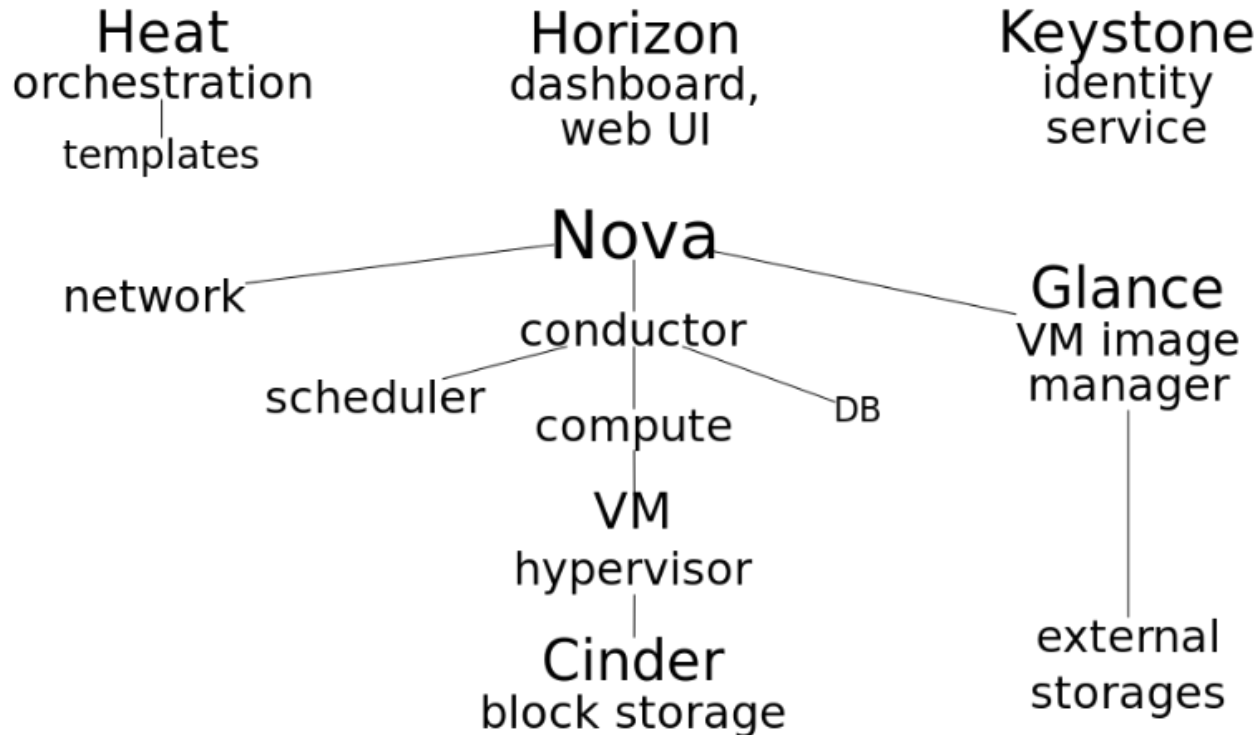 Heat
orchestration
templates
Horizon
dashboard,
web UI
Keystone
identity
service
Nova
network
conductor
scheduler
compute
DB
VM
hypervisor
Cinder
block storage
Glance
VM image
manager
external
storages